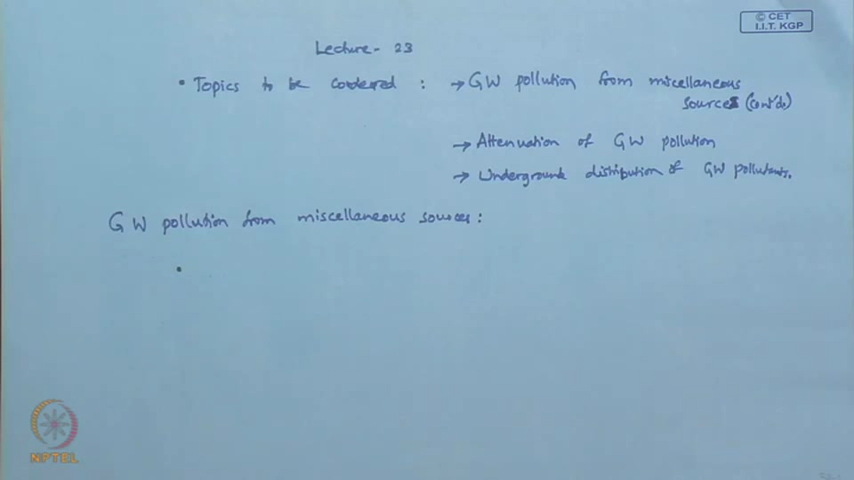 © CET
I.I.T. KGP
Lecture - 23
• Topics to be : → GW pollution from miscellaneous
sources (cont'd)
→ Attenuation of GW pollution
→ Underground distribution of GW pollutants.
GW pollution from miscellaneous sources:
•
NPTEL